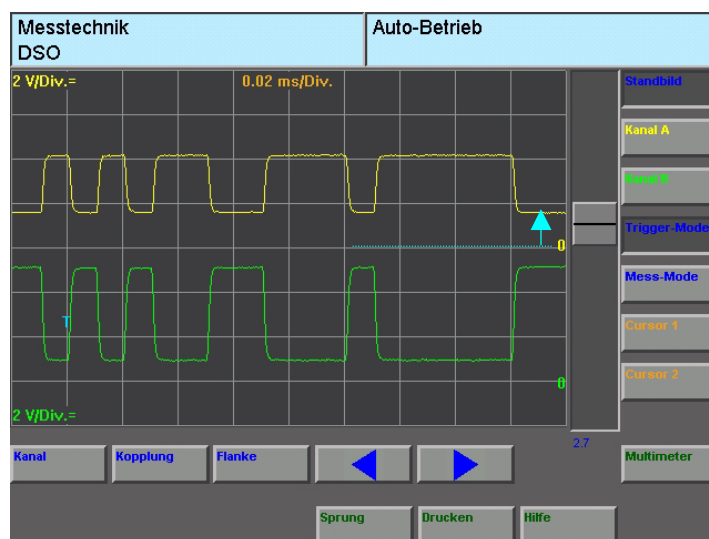 Messtechnik
DSO
Auto-Betrieb
2 V/Div.=
0.02 ms/Div.
Standbild
Kanal A
Kanal B
Trigger-Mode
0
Mess-Mode
T
Cursor 1
Cursor 2
0
2 V/Div.=
2.7
Kanal
Kopplung
Flanke
Multimeter
Sprung
Drucken
Hilfe